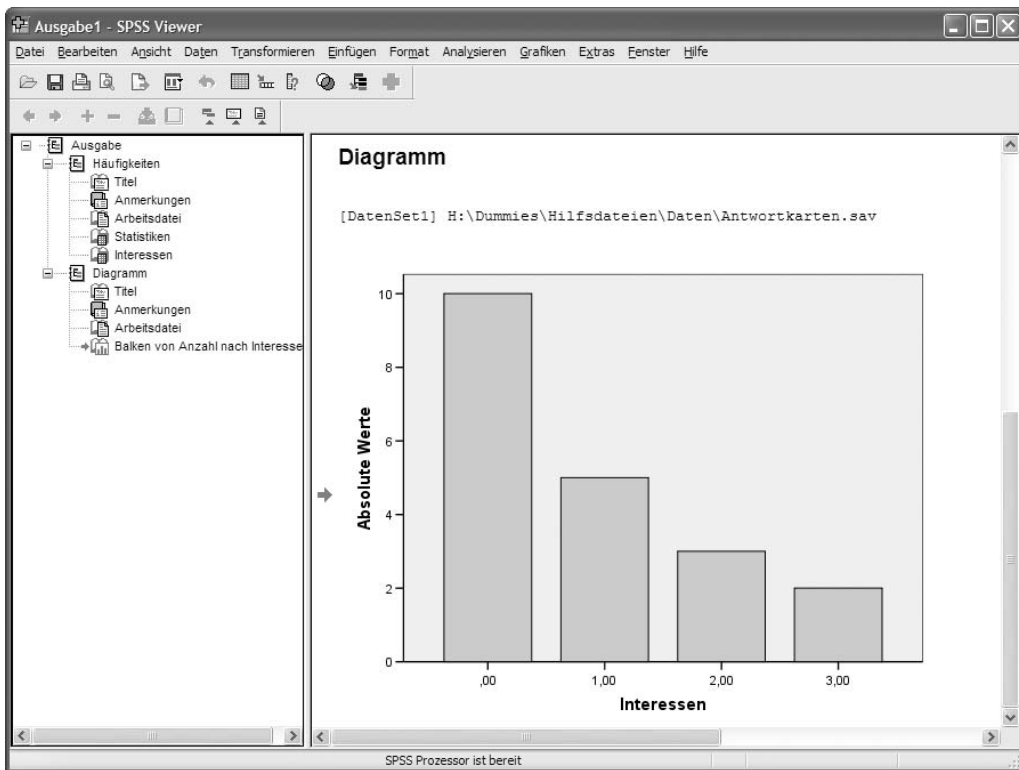 Ausgabe1 - SPSS Viewer
Datei Bearbeiten Ansicht Daten Transformieren Einfügen Format Analysieren Grafiken Extras Fenster Hilfe
Ausgabe
Häufigkeiten
Titel
Anmerkungen
Arbeitsdatei
Statistiken
Interessen
Diagramm
Titel
Anmerkungen
Arbeitsdatei
Balken von Anzahl nach Interesse
Diagramm
[DatenSet1] H:\Dummies\Hilfsdateien\Daten\Antwortkarten.sav
Absolute Werte
10
8
6
4
2
0
,00 1,00 2,00 3,00
Interessen
SPSS Prozessor ist bereit